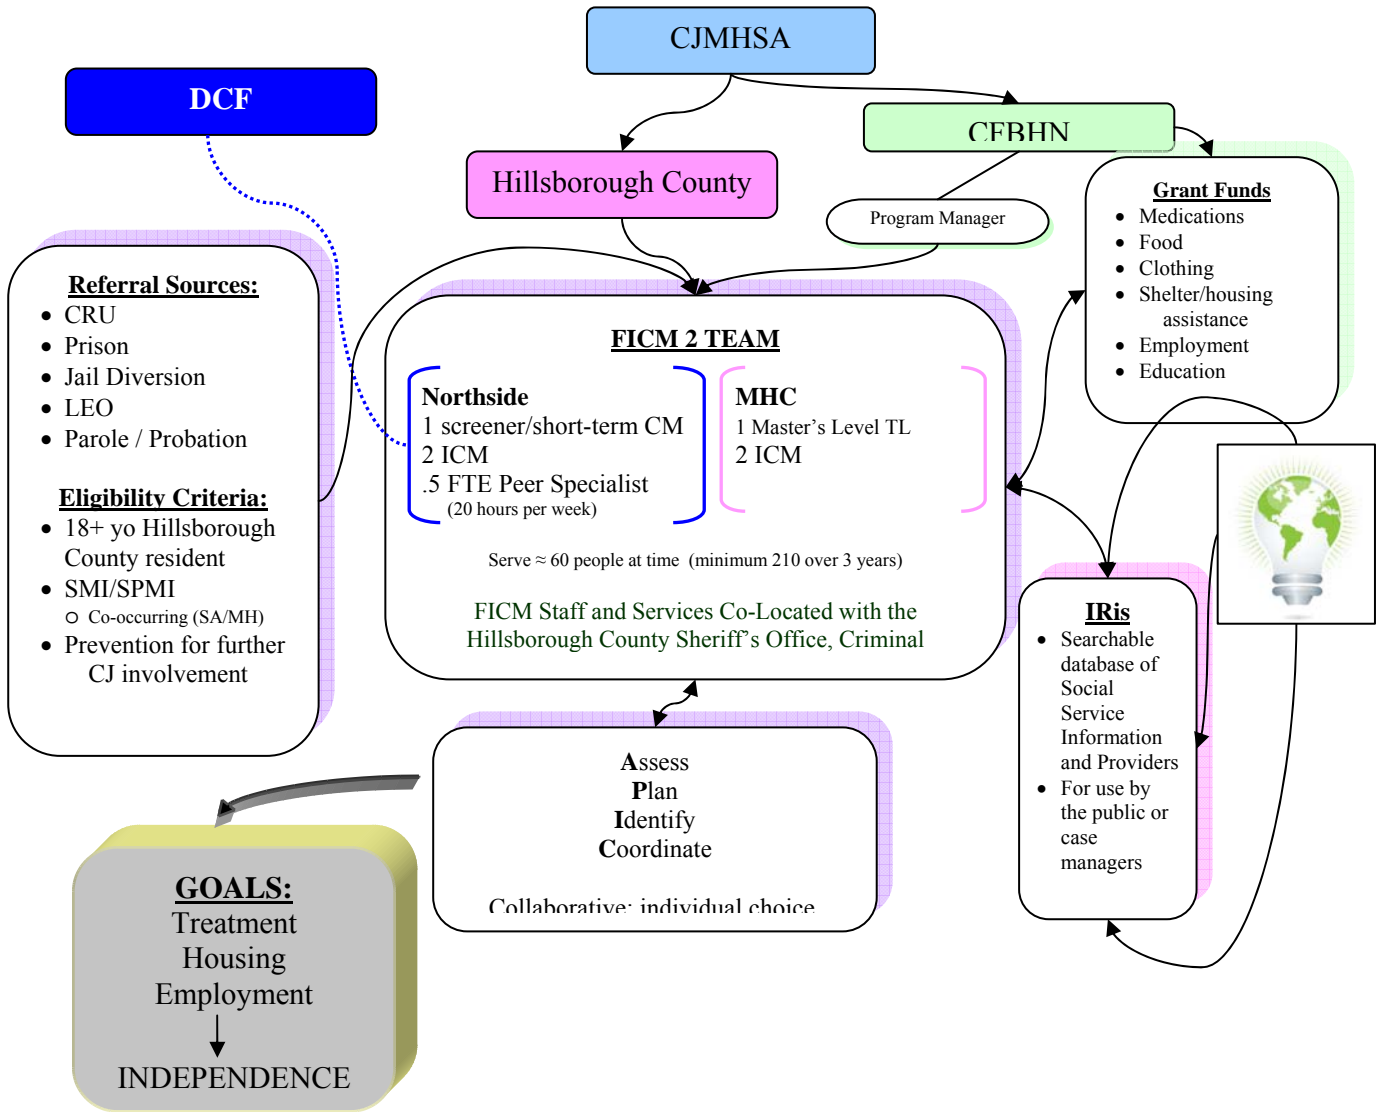 CJMHSA
DCF
CFBHN
Hillsborough County
Program Manager
Grant Funds
• Medications
• Food
• Clothing
• Shelter/housing
assistance
• Employment
• Education
Referral Sources:
• CRU
• Prison
• Jail Diversion
• LEO
• Parole / Probation
Eligibility Criteria:
• 18+ yo Hillsborough
County resident
• SMI/SPMI
o Co-occurring (SA/MH)
• Prevention for further
CJ involvement
FICM 2 TEAM
Northside
1 screener/short-term CM
2 ICM
.5 FTE Peer Specialist
(20 hours per week)
MHC
1 Master's Level TL
2 ICM
Serve ≈ 60 people at time (minimum 210 over 3 years)
FICM Staff and Services Co-Located with the
Hillsborough County Sheriff's Office, Criminal
IRis
• Searchable
database of
Social
Service
Information
and Providers
• For use by
the public or
case
managers
Assess
Plan
Identify
Coordinate
Collaborative: individual choice
GOALS:
Treatment
Housing
Employment
INDEPENDENCE